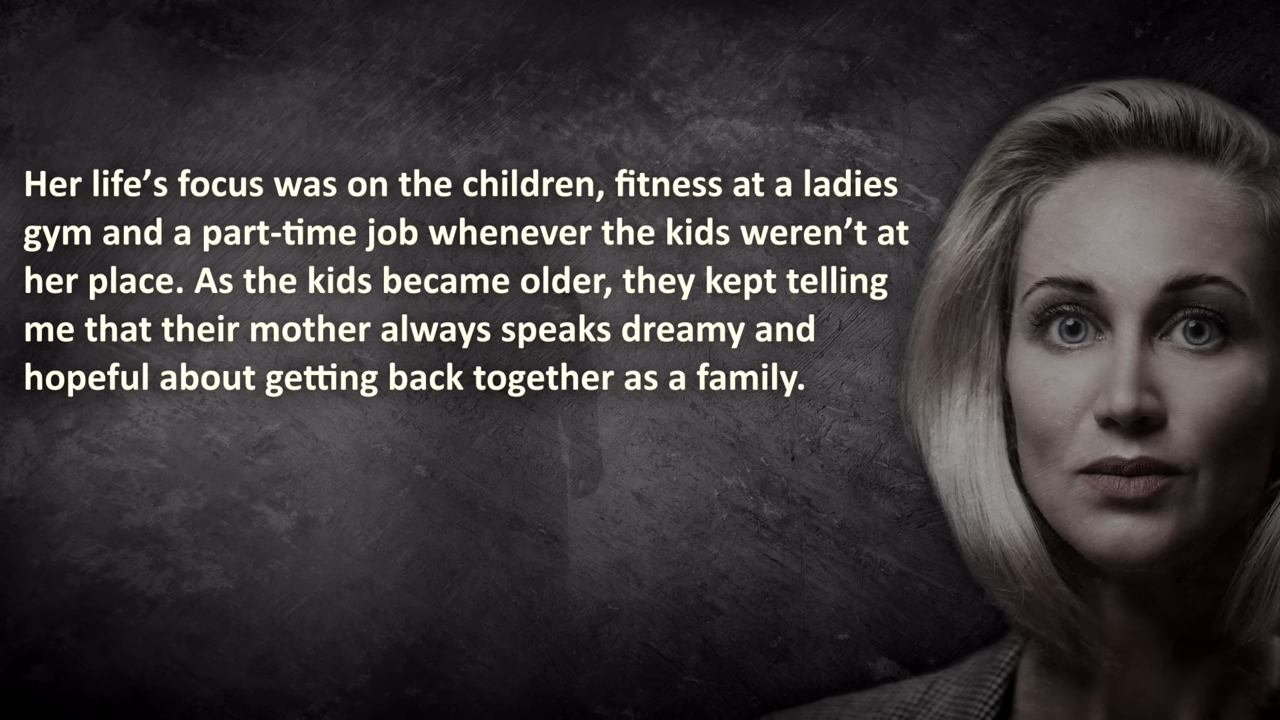 Her life’s focus was on the children, fitness at a ladies
gym and a part-time job whenever the kids weren’t at
her place. As the kids became older, they kept telling
me that their mother always speaks dreamy and
hopeful about getting back together as a family.